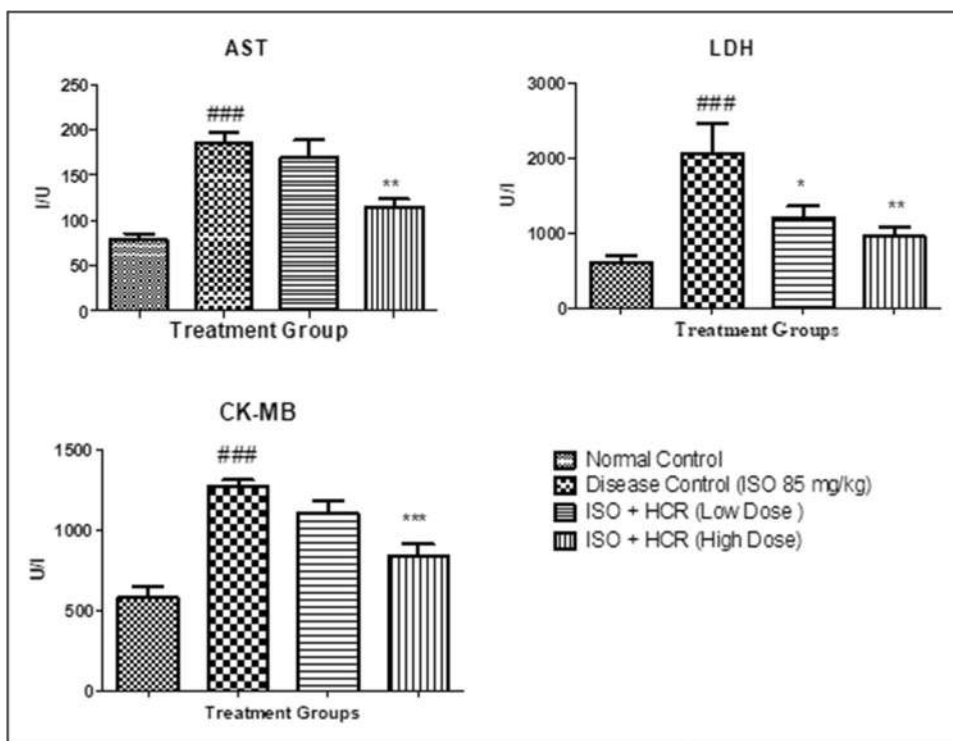 AST
250
200
150
100
50
0
I/U
###
**
Treatment Group
LDH
3000
2000
1000
0
U/I
###
*
**
Treatment Groups
CK-MB
1500
1000
500
0
U/I
###
***
Treatment Groups
Normal Control
Disease Control (ISO 85 mg/kg)
ISO + HCR (Low Dose )
ISO + HCR (High Dose)